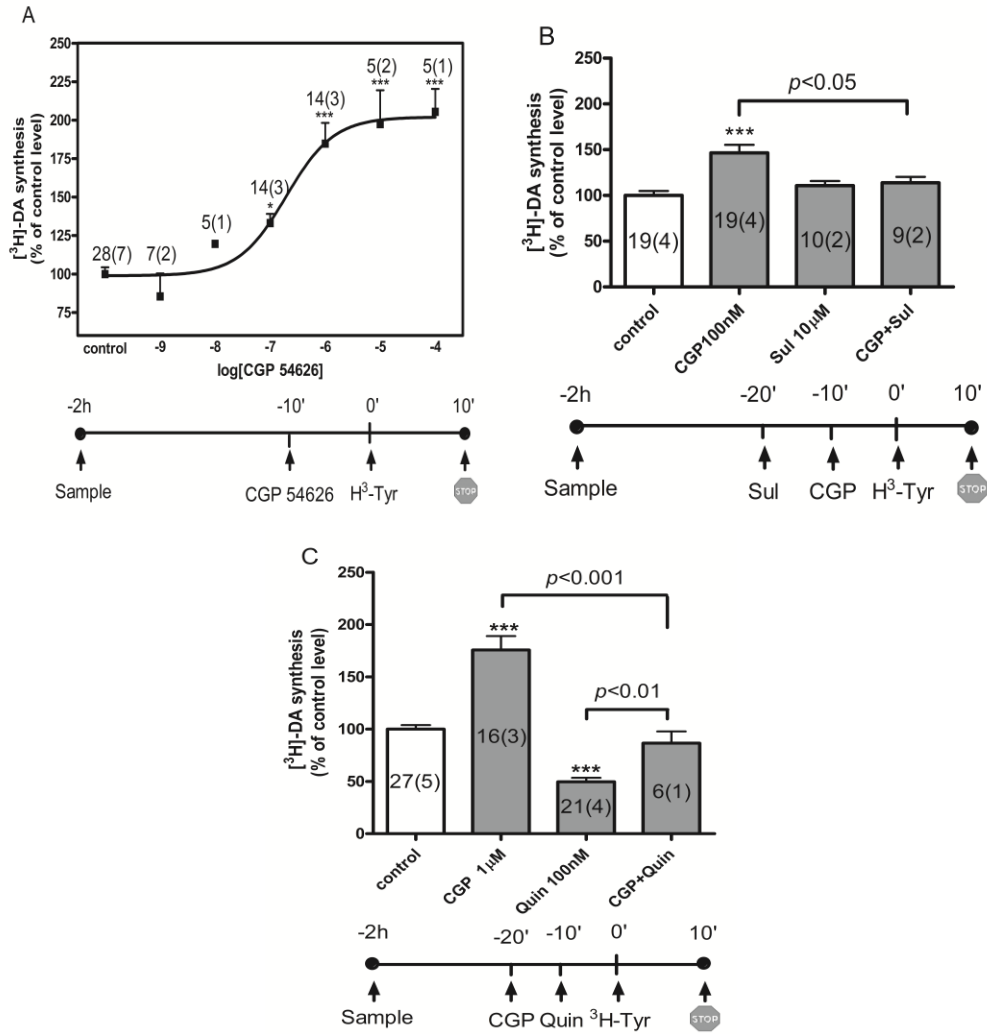 A
[³H]-DA synthesis
(% of control level)
250
225
200
175
150
125
100
75
28(7)
7(2)
5(1)
14(3)
*
14(3)
***
5(2)
***
5(1)
***
control -9 -8 -7 -6 -5 -4
log[CGP 54626]
-2h -10' 0' 10'
Sample CGP 54626 H³-Tyr STOP
B
[³H]-DA synthesis
(% of control level)
250
200
150
100
50
0
p<0.05
***
19(4) 19(4) 10(2) 9(2)
control CGP100nM Sul 10µM CGP+Sul
-2h -20' -10' 0' 10'
Sample Sul CGP H³-Tyr STOP
C
[³H]-DA synthesis
(% of control level)
250
200
150
100
50
0
p<0.001
***
p<0.01
***
27(5) 16(3) 21(4) 6(1)
control CGP 1µM Quin 100nM CGP+Quin
-2h -20' -10' 0' 10'
Sample CGP Quin ³H-Tyr STOP